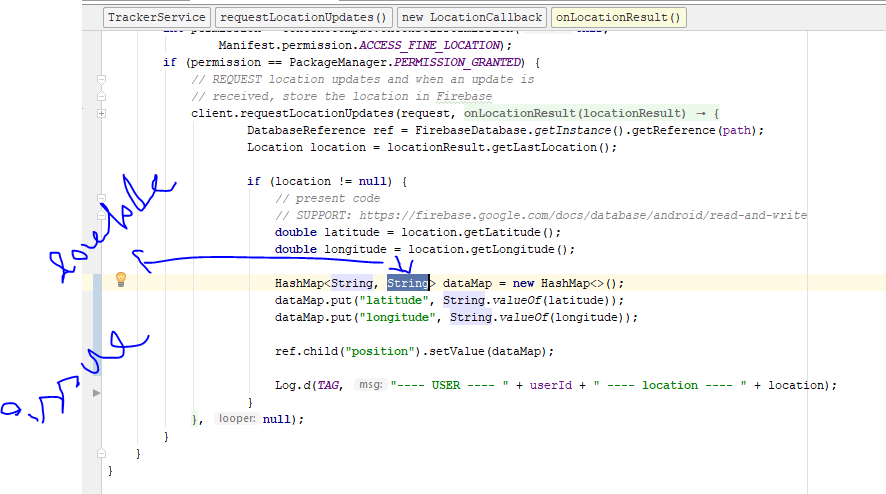 TrackerService requestLocationUpdates() new LocationCallback onLocationResult()
Manifest.permission.ACCESS_FINE_LOCATION);
if (permission == PackageManager.PERMISSION_GRANTED) {
// REQUEST location updates and when an update is
// received, store the location in Firebase
client.requestLocationUpdates(request, onLocationResult(locationResult) → {
DatabaseReference ref = FirebaseDatabase.getInstance().getReference(path);
Location location = locationResult.getLastLocation();
if (location != null) {
// present code
// SUPPORT: https://firebase.google.com/docs/database/android/read-and-write
double latitude = location.getLatitude();
double longitude = location.getLongitude();
HashMap<String, String> dataMap = new HashMap<>();
dataMap.put("latitude", String.valueOf(latitude));
dataMap.put("longitude", String.valueOf(longitude));
ref.child("position").setValue(dataMap);
Log.d(TAG, msg: "---- USER ---- " + userId + " ---- location ---- " + location);
}
}, looper: null);
}
}
}
double